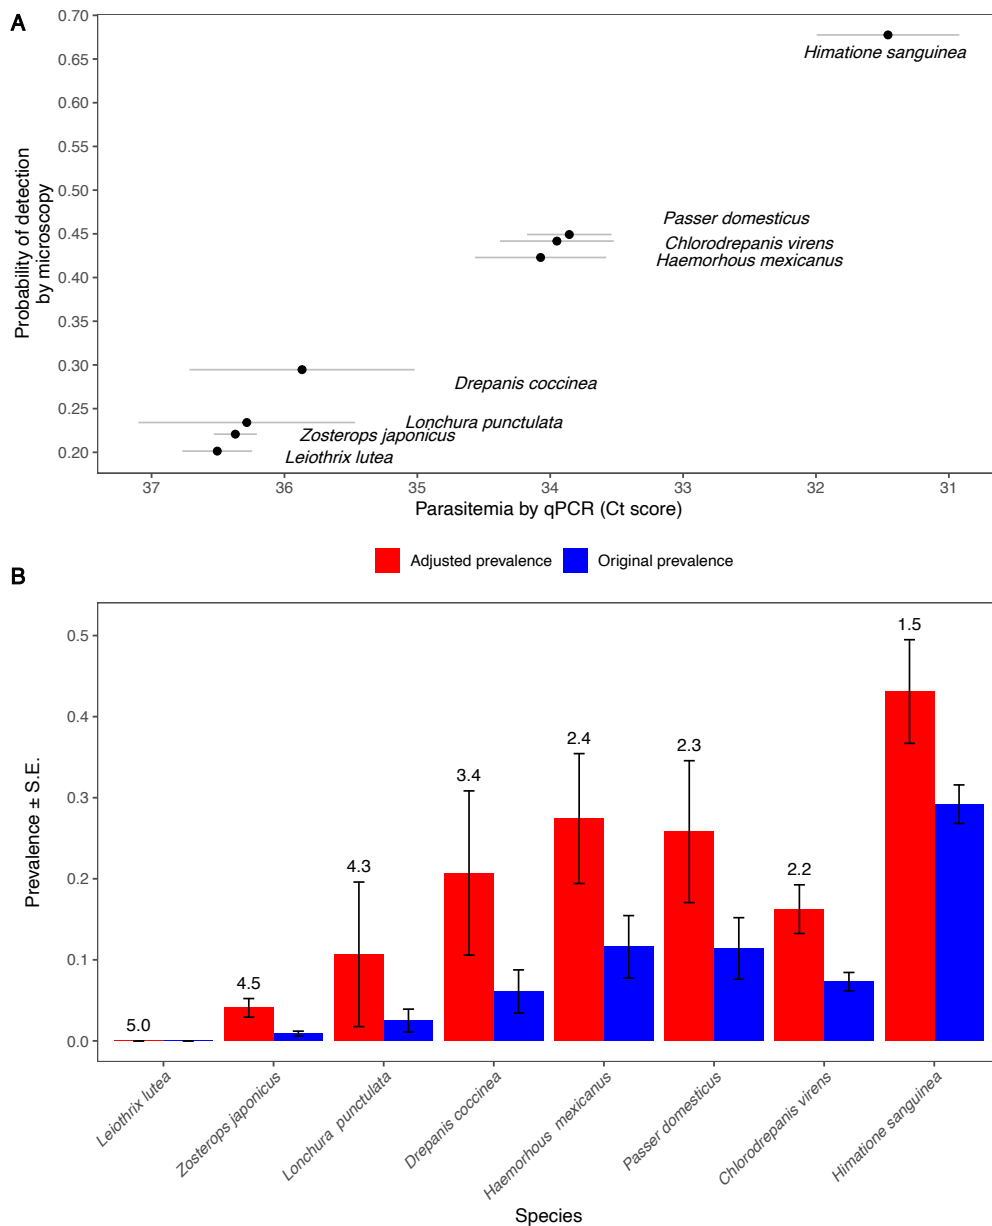 A
0.70
0.65
0.60
0.55
0.50
0.45
0.40
0.35
0.30
0.25
0.20
Probability of detection
by microscopy
Himatione sanguinea
Passer domesticus
Chlorodrepanis virens
Haemorhous mexicanus
Drepanis coccinea
Lonchura punctulata
Zosterops japonicus
Leiothrix lutea
37 36 35 34 33 32 31
Parasitemia by qPCR (Ct score)
Adjusted prevalence Original prevalence
B
0.5
0.4
0.3
0.2
0.1
0.0
Prevalence ± S.E.
5.0
4.5
4.3
3.4
2.4
2.3
2.2
1.5
Leiothrix lutea
Zosterops japonicus
Lonchura punctulata
Drepanis coccinea
Haemorhous mexicanus
Passer domesticus
Chlorodrepanis virens
Himatione sanguinea
Species